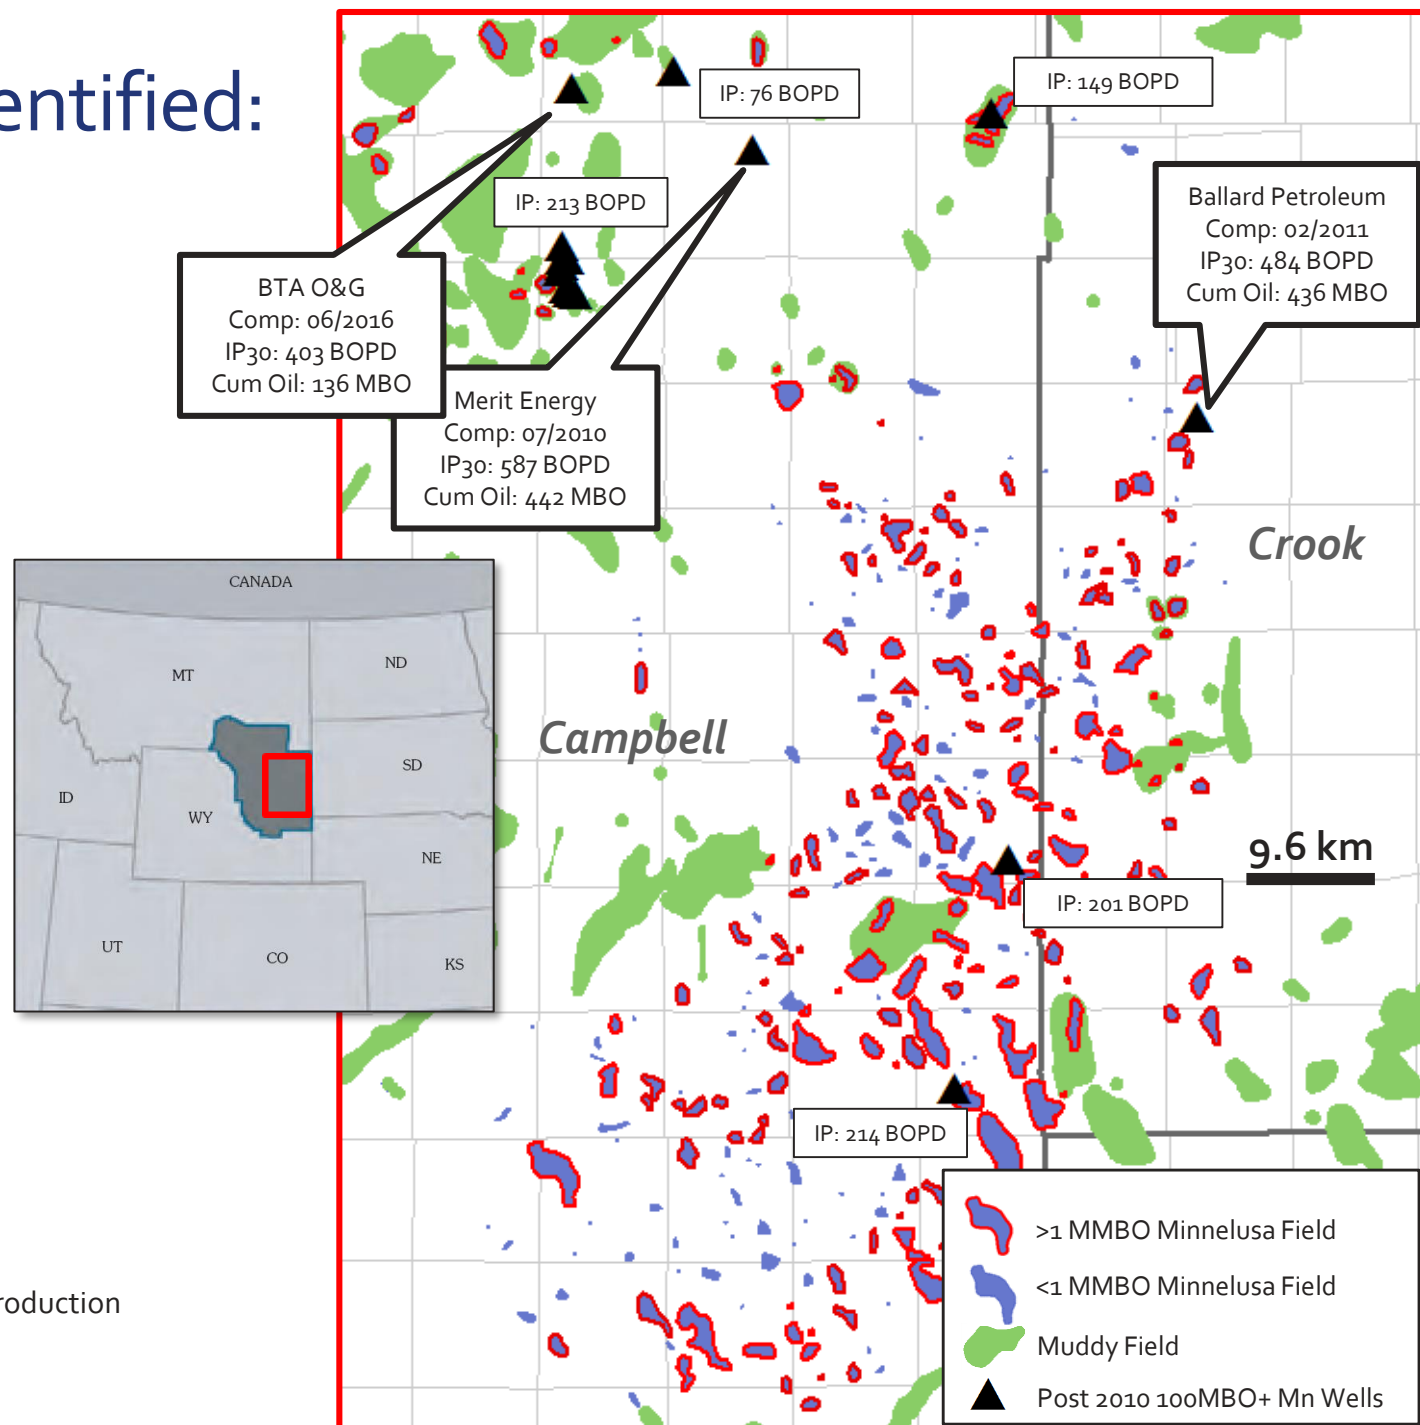 entified:
IP: 76 BOPD
IP: 149 BOPD
IP: 213 BOPD
Ballard Petroleum
Comp: 02/2011
IP30: 484 BOPD
Cum Oil: 436 MBO
BTA O&G
Comp: 06/2016
IP30: 403 BOPD
Cum Oil: 136 MBO
Merit Energy
Comp: 07/2010
IP30: 587 BOPD
Cum Oil: 442 MBO
Crook
CANADA
MT
ND
ID
WY
SD
NE
UT
CO
KS
Campbell
9.6 km
IP: 201 BOPD
IP: 214 BOPD
>1 MMBO Minnelusa Field
<1 MMBO Minnelusa Field
Muddy Field
Post 2010 100MBO+ Mn Wells
roduction